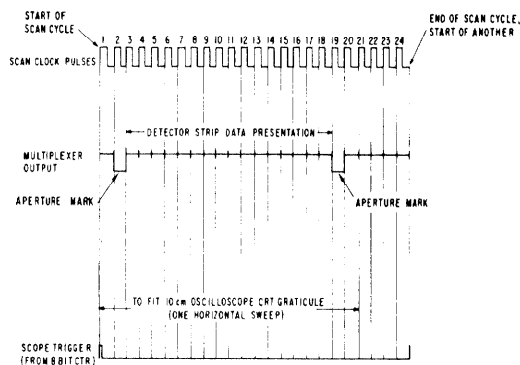 START OF
SCAN CYCLE
END OF SCAN CYCLE,
START OF ANOTHER
1 2 3 4 5 6 7 8 9 10 11 12 13 14 15 16 17 18 19 20 21 22 23 24
SCAN CLOCK PULSES
DETECTOR STRIP DATA PRESENTATION
MULTIPLEXER
OUTPUT
APERTURE MARK
APERTURE MARK
TO FIT 10 cm OSCILLOSCOPE CRT GRATICULE
(ONE HORIZONTAL SWEEP)
SCOPE TRIGGER
(FROM 8 BIT CTR)